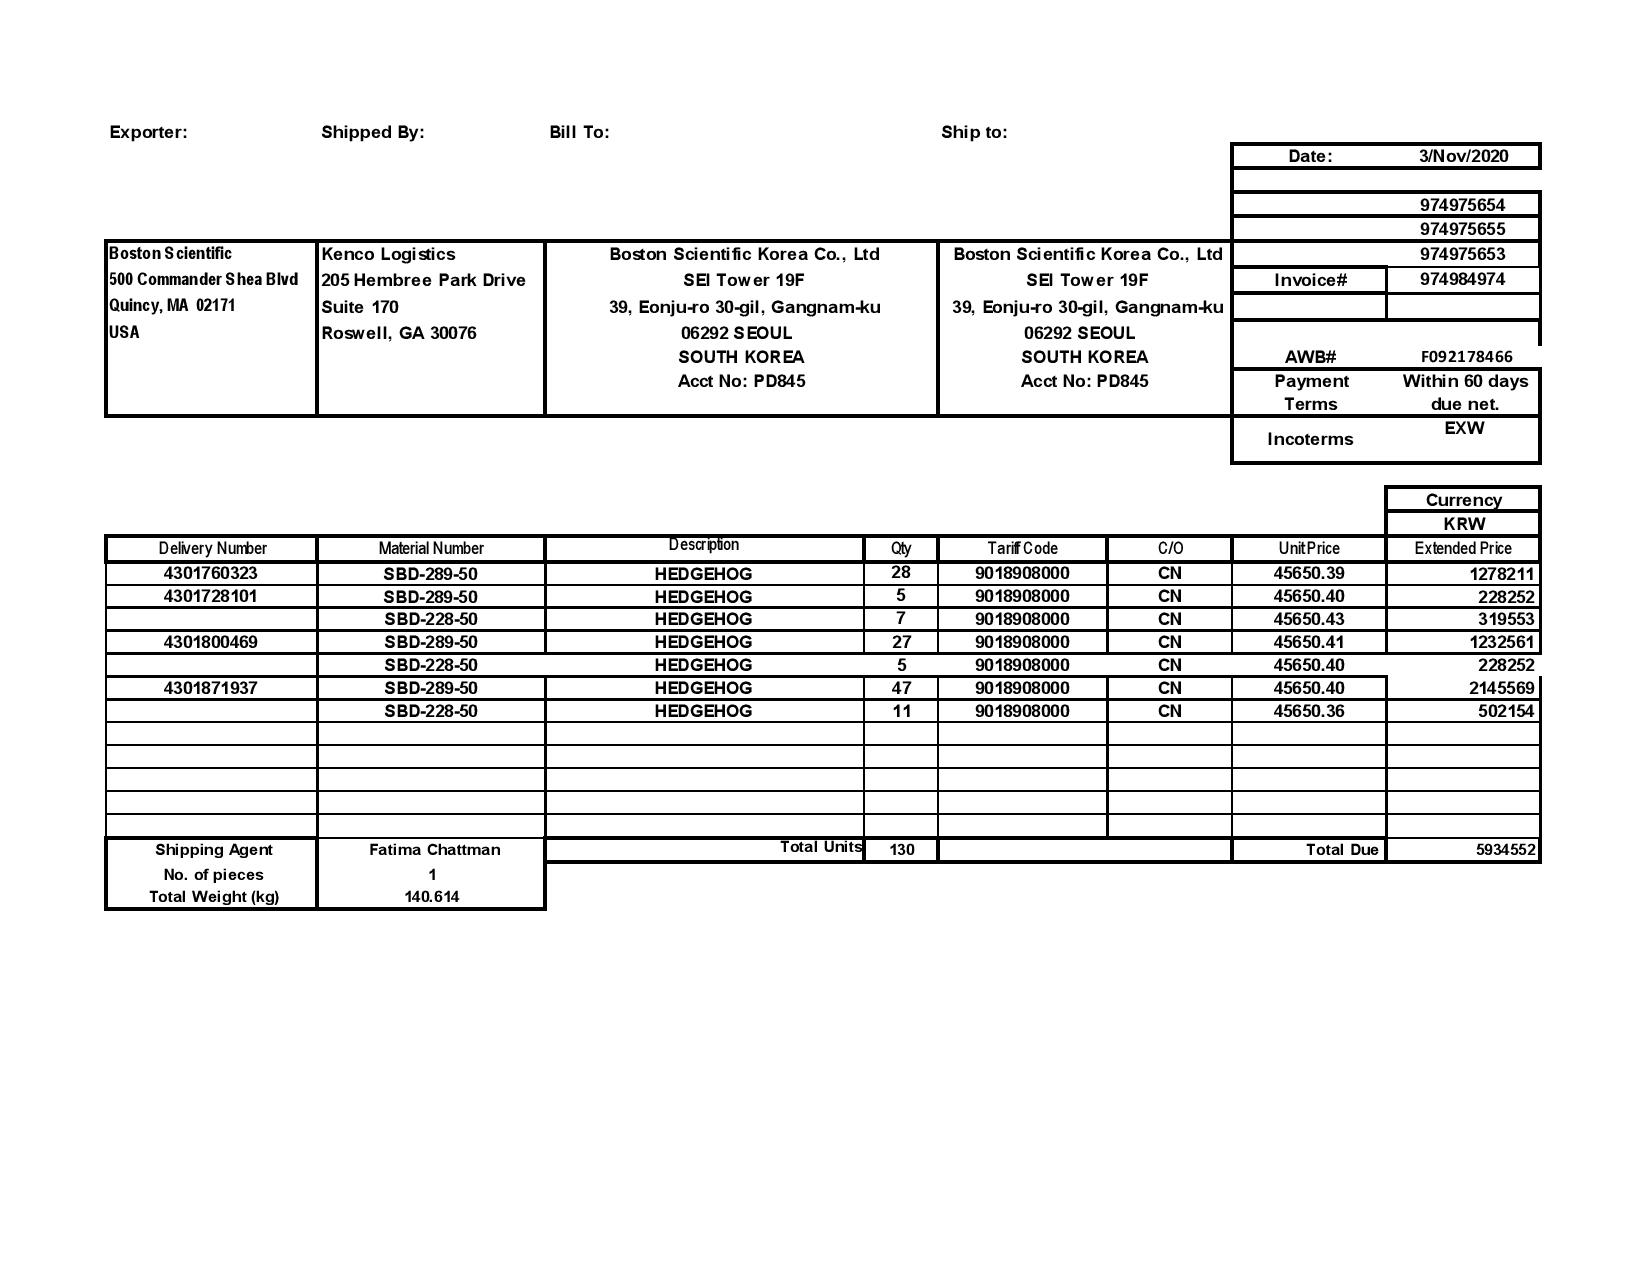 Exporter: Shipped By: Bill To: Ship to:
Date: 3/Nov/2020
974975654
974975655
Boston Scientific Kenco Logistics Boston Scientific Korea Co., Ltd Boston Scientific Korea Co., Ltd 974975653
500 Commander Shea Blvd 205 Hembree Park Drive SEI Tower 19F SEI Tower 19F Invoice# 974984974
Quincy, MA 02171 Suite 170 39, Eonju-ro 30-gil, Gangnam-ku 39, Eonju-ro 30-gil, Gangnam-ku
USA Roswell, GA 30076 06292 SEOUL 06292 SEOUL
SOUTH KOREA SOUTH KOREA AWB# F092178466
Acct No: PD845 Acct No: PD845 Payment Within 60 days
Terms due net.
Incoterms EXW
Currency
KRW
Delivery Number Material Number Description Qty Tariff Code C/O Unit Price Extended Price
4301760323 SBD-289-50 HEDGEHOG 28 9018908000 CN 45650.39 1278211
4301728101 SBD-289-50 HEDGEHOG 5 9018908000 CN 45650.40 228252
SBD-228-50 HEDGEHOG 7 9018908000 CN 45650.43 319553
4301800469 SBD-289-50 HEDGEHOG 27 9018908000 CN 45650.41 1232561
SBD-228-50 HEDGEHOG 5 9018908000 CN 45650.40 228252
4301871937 SBD-289-50 HEDGEHOG 47 9018908000 CN 45650.40 2145569
SBD-228-50 HEDGEHOG 11 9018908000 CN 45650.36 502154
Shipping Agent Fatima Chattman Total Units 130 Total Due 5934552
No. of pieces 1
Total Weight (kg) 140.614